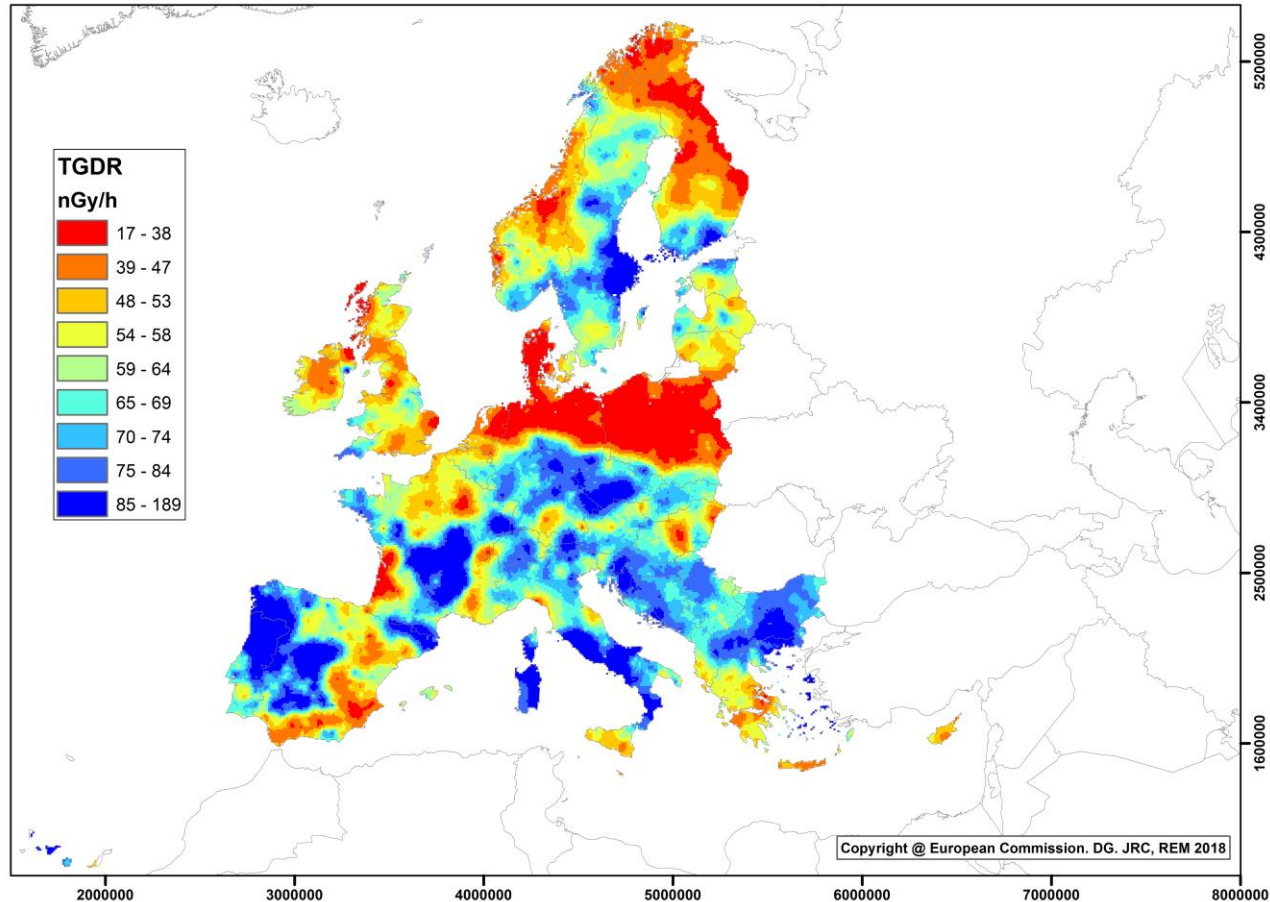 TGDR
nGy/h
17 - 38
39 - 47
48 - 53
54 - 58
59 - 64
65 - 69
70 - 74
75 - 84
85 - 189
5200000
4300000
3400000
2500000
1600000
Copyright @ European Commission. DG. JRC, REM 2018
2000000 3000000 4000000 5000000 6000000 7000000 8000000